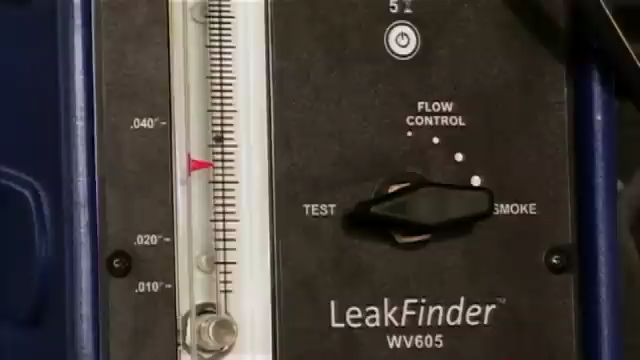 5
FLOW
CONTROL
.040"
TEST
SMOKE
.020"
.010"
LeakFinder™
WV605